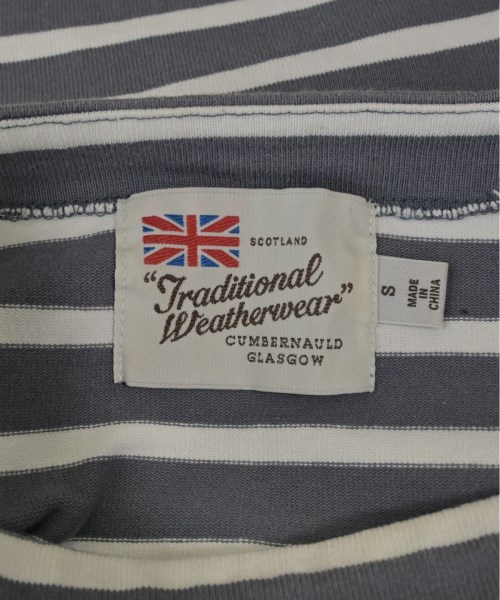 SCOTLAND
"Traditional
Weatherwear"
CUMBERNAULD
GLASGOW
S
MADE
IN
CHINA